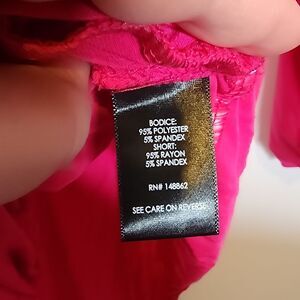 BODICE:
95% POLYESTER
5% SPANDEX
SHORT:
95% RAYON
5% SPANDEX
RN# 148862
SEE CARE ON REVERSE